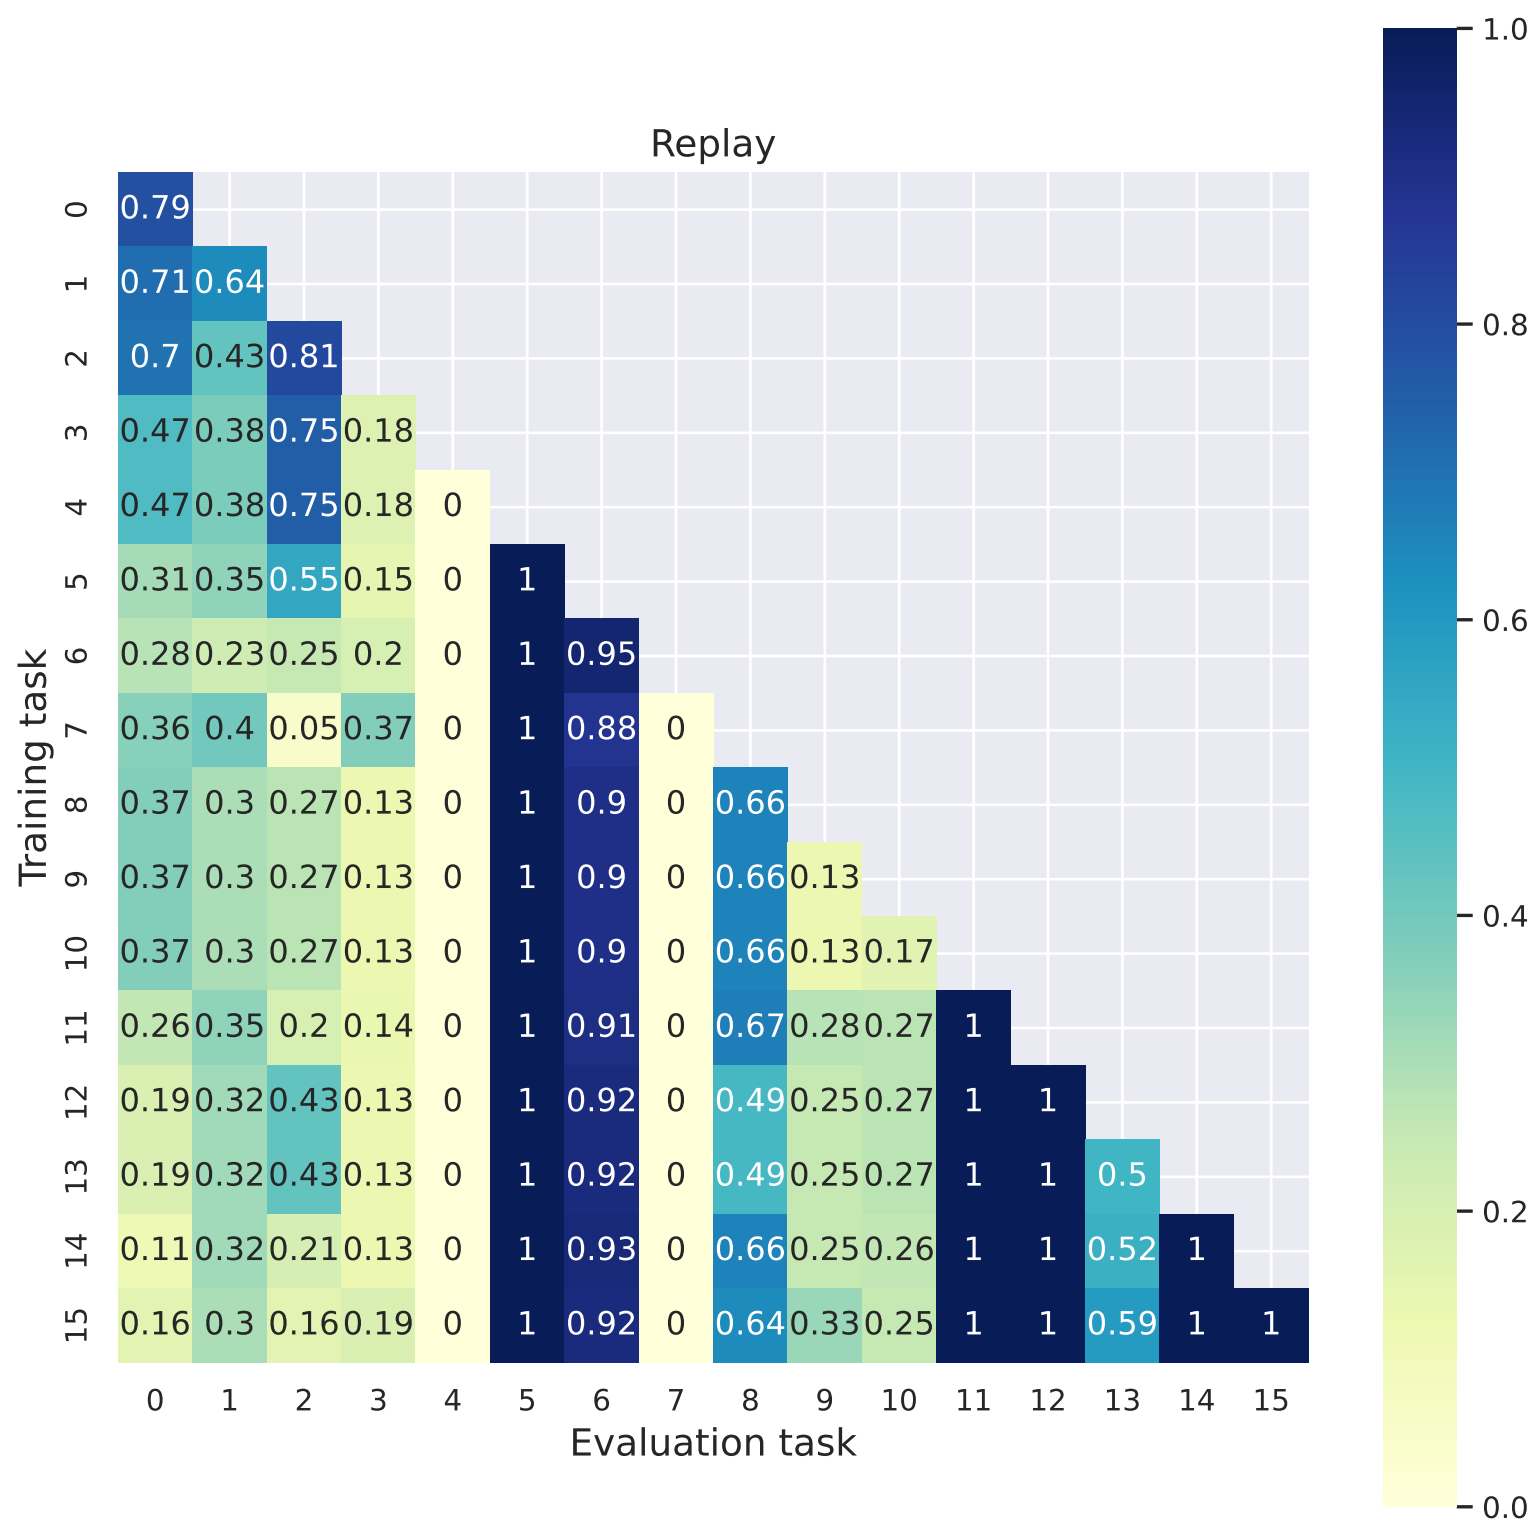 Replay
0 0.79
1 0.71 0.64
2 0.7 0.43 0.81
3 0.47 0.38 0.75 0.18
4 0.47 0.38 0.75 0.18 0
5 0.31 0.35 0.55 0.15 0 1
6 0.28 0.23 0.25 0.2 0 1 0.95
7 0.36 0.4 0.05 0.37 0 1 0.88 0
8 0.37 0.3 0.27 0.13 0 1 0.9 0 0.66
9 0.37 0.3 0.27 0.13 0 1 0.9 0 0.66 0.13
10 0.37 0.3 0.27 0.13 0 1 0.9 0 0.66 0.13 0.17
11 0.26 0.35 0.2 0.14 0 1 0.91 0 0.67 0.28 0.27 1
12 0.19 0.32 0.43 0.13 0 1 0.92 0 0.49 0.25 0.27 1 1
13 0.19 0.32 0.43 0.13 0 1 0.92 0 0.49 0.25 0.27 1 1 0.5
14 0.11 0.32 0.21 0.13 0 1 0.93 0 0.66 0.25 0.26 1 1 0.52 1
15 0.16 0.3 0.16 0.19 0 1 0.92 0 0.64 0.33 0.25 1 1 0.59 1 1
0 1 2 3 4 5 6 7 8 9 10 11 12 13 14 15
Evaluation task
Training task
1.0
0.8
0.6
0.4
0.2
0.0